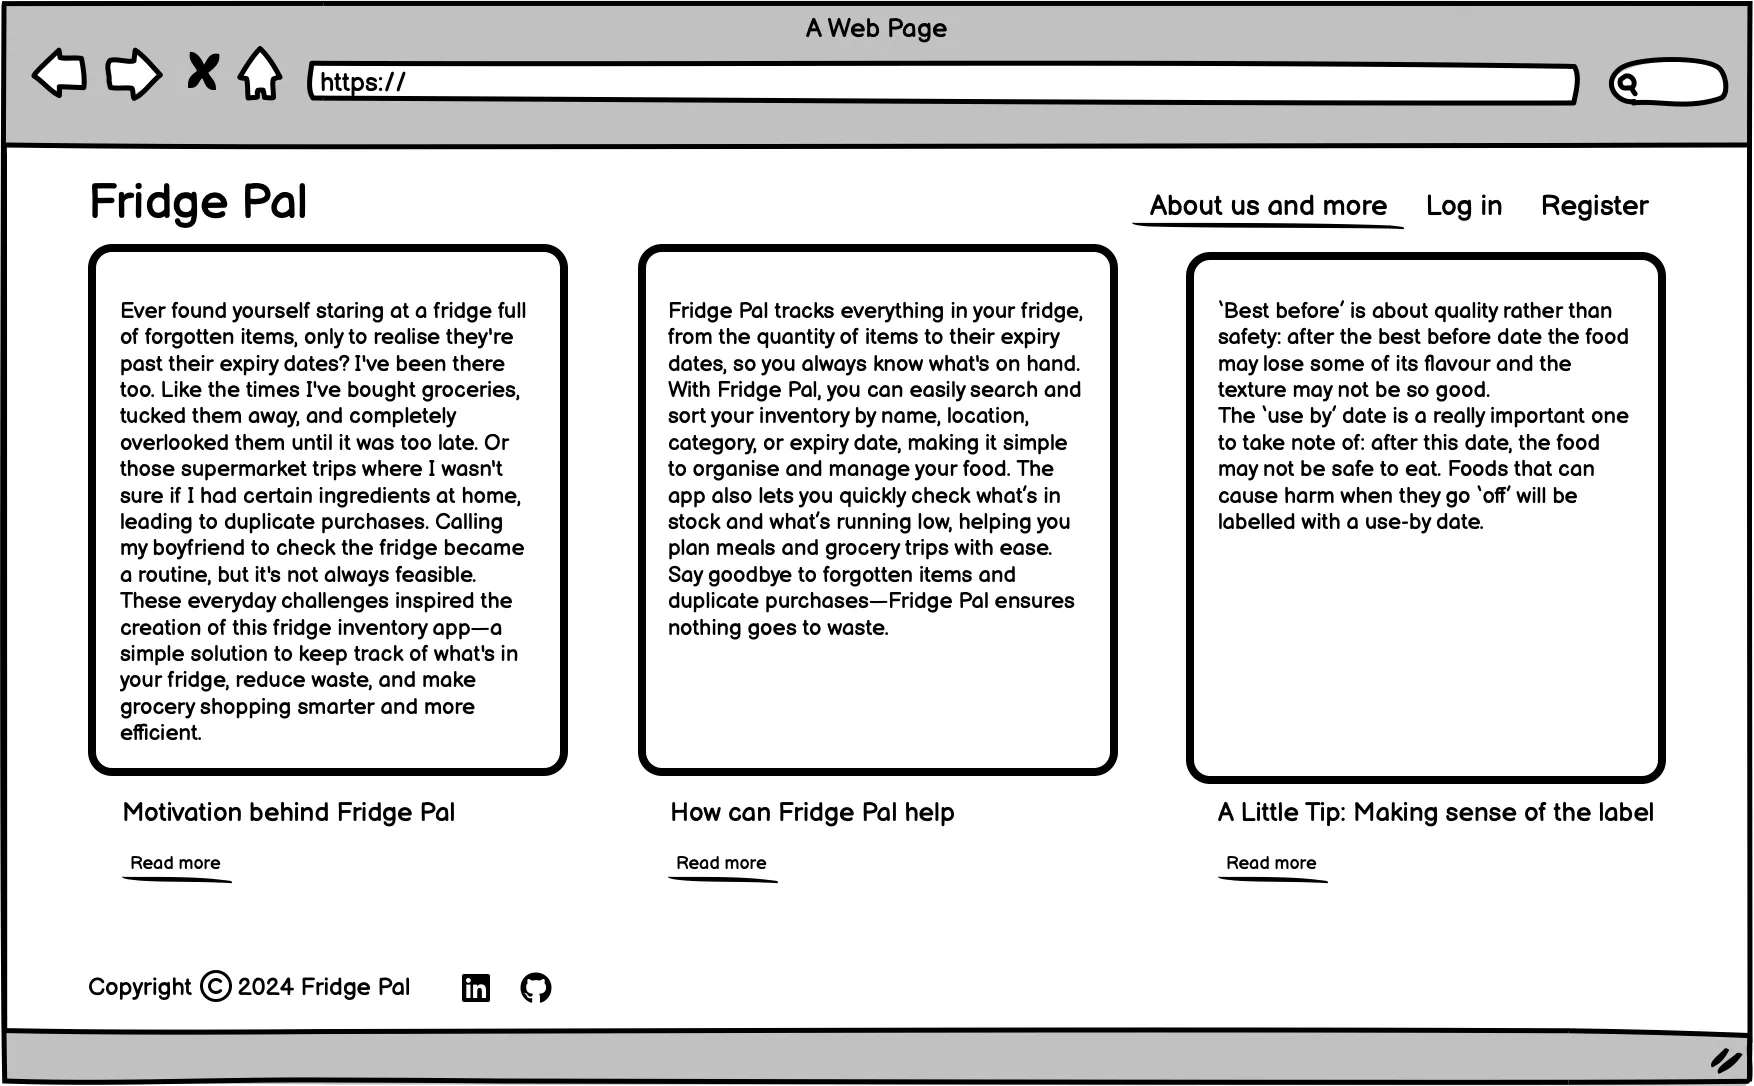 A Web Page
https://
Fridge Pal
About us and more
Log in
Register
Ever found yourself staring at a fridge full
of forgotten items, only to realise they're
past their expiry dates? I've been there
too. Like the times I've bought groceries,
tucked them away, and completely
overlooked them until it was too late. Or
those supermarket trips where I wasn't
sure if I had certain ingredients at home,
leading to duplicate purchases. Calling
my boyfriend to check the fridge became
a routine, but it's not always feasible.
These everyday challenges inspired the
creation of this fridge inventory app—a
simple solution to keep track of what's in
your fridge, reduce waste, and make
grocery shopping smarter and more
efficient.
Motivation behind Fridge Pal
Read more
Fridge Pal tracks everything in your fridge,
from the quantity of items to their expiry
dates, so you always know what's on hand.
With Fridge Pal, you can easily search and
sort your inventory by name, location,
category, or expiry date, making it simple
to organise and manage your food. The
app also lets you quickly check what’s in
stock and what’s running low, helping you
plan meals and grocery trips with ease.
Say goodbye to forgotten items and
duplicate purchases—Fridge Pal ensures
nothing goes to waste.
How can Fridge Pal help
Read more
‘Best before’ is about quality rather than
safety: after the best before date the food
may lose some of its flavour and the
texture may not be so good.
The ‘use by’ date is a really important one
to take note of: after this date, the food
may not be safe to eat. Foods that can
cause harm when they go ‘off’ will be
labelled with a use-by date.
A Little Tip: Making sense of the label
Read more
Copyright © 2024 Fridge Pal
in